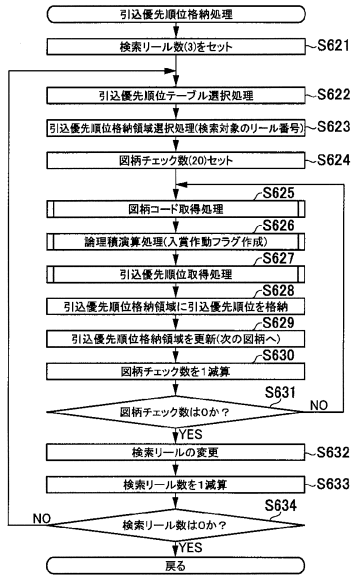 引込優先順位格納処理
検索リール数(3)をセット
S621
引込優先順位テーブル選択処理
S622
引込優先順位格納領域選択処理(検索対象のリール番号)
S623
図柄チェック数(20)セット
S624
S625
図柄コード取得処理
S626
論理積演算処理(入賞作動フラグ作成)
S627
引込優先順位取得処理
S628
引込優先順位格納領域に引込優先順位を格納
S629
引込優先順位格納領域を更新(次の図柄へ)
S630
図柄チェック数を1減算
S631
図柄チェック数は0か?
NO
YES
検索リールの変更
S632
検索リール数を1減算
S633
S634
NO
検索リール数は0か?
YES
戻る